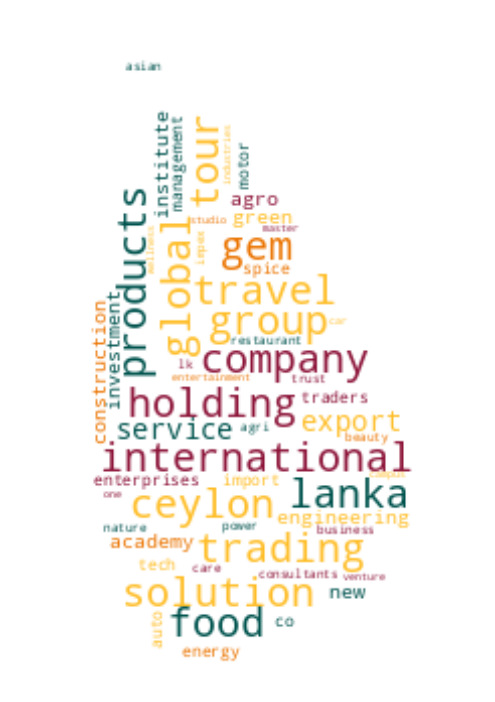 asian
institute
management
tour
industries
motor
products
agro
studio
green
master
wellness
global
impex
gem
spice
travel
construction
investment
group
car
restaurant
lk
company
entertainment
trust
holding
traders
service
agri
export
beauty
international
campus
enterprises
import
one
ceylon
lanka
engineering
nature
power
business
academy
trading
tech
care
consultants
venture
solution
new
auto
food
co
energy